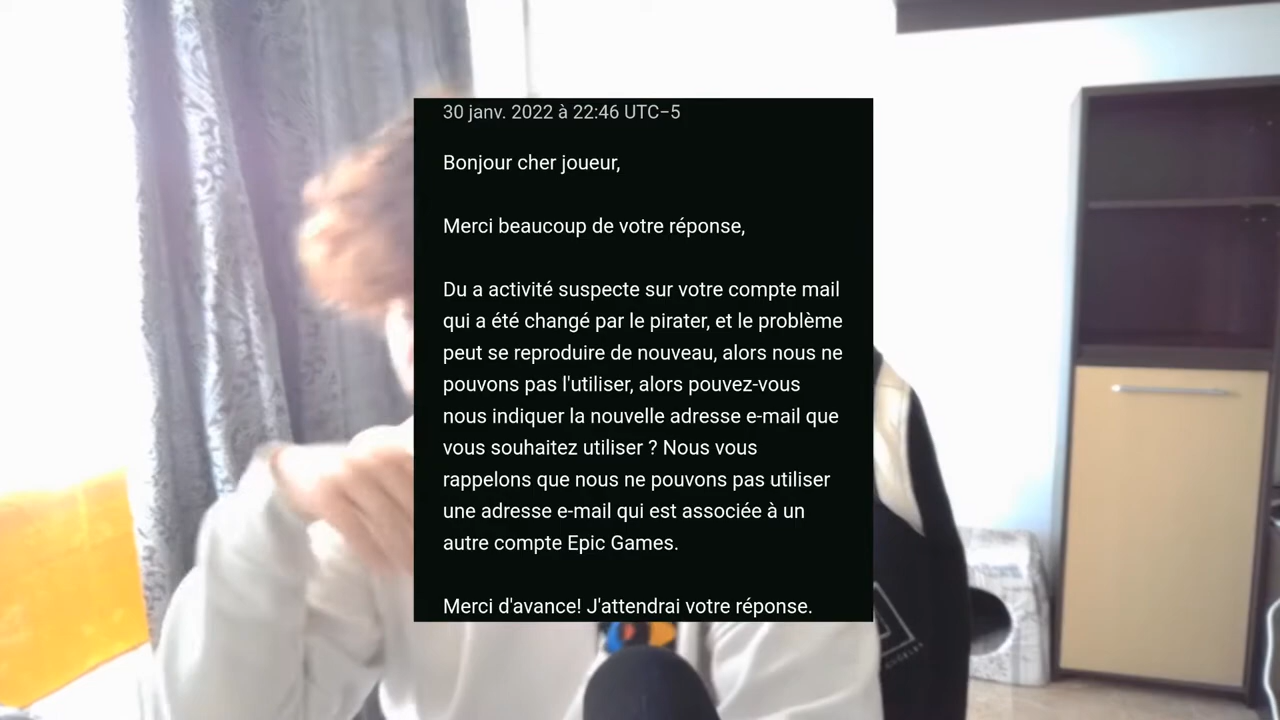 30 janv. 2022 à 22:46 UTC−5
Bonjour cher joueur,
Merci beaucoup de votre réponse,
Du a activité suspecte sur votre compte mail
qui a été changé par le pirater, et le problème
peut se reproduire de nouveau, alors nous ne
pouvons pas l'utiliser, alors pouvez-vous
nous indiquer la nouvelle adresse e-mail que
vous souhaitez utiliser ? Nous vous
rappelons que nous ne pouvons pas utiliser
une adresse e-mail qui est associée à un
autre compte Epic Games.
Merci d'avance! J'attendrai votre réponse.